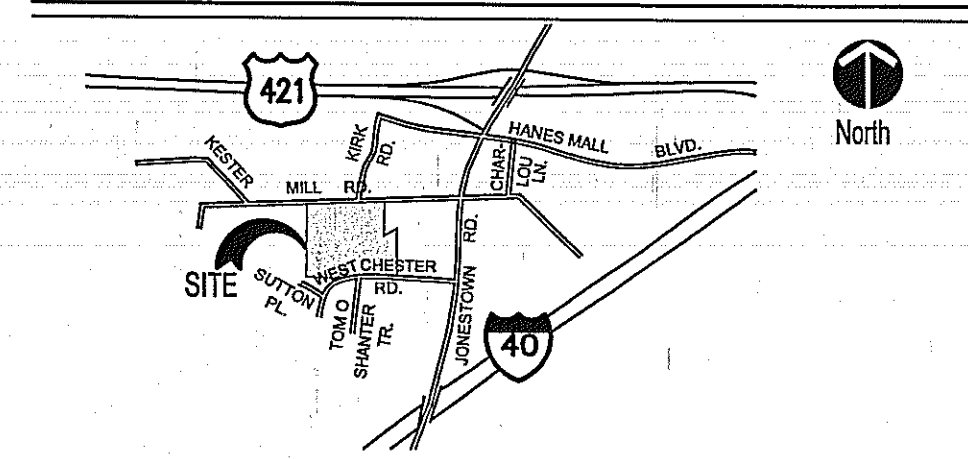 421
North
HANES MALL BLVD.
KIRK RD.
CHAR-
LOU
LN.
KESTER
MILL RD.
RD.
SITE
WEST CHESTER
RD.
SUTTON
PL.
TOM O
SHANTER
TR.
JONESTOWN
40